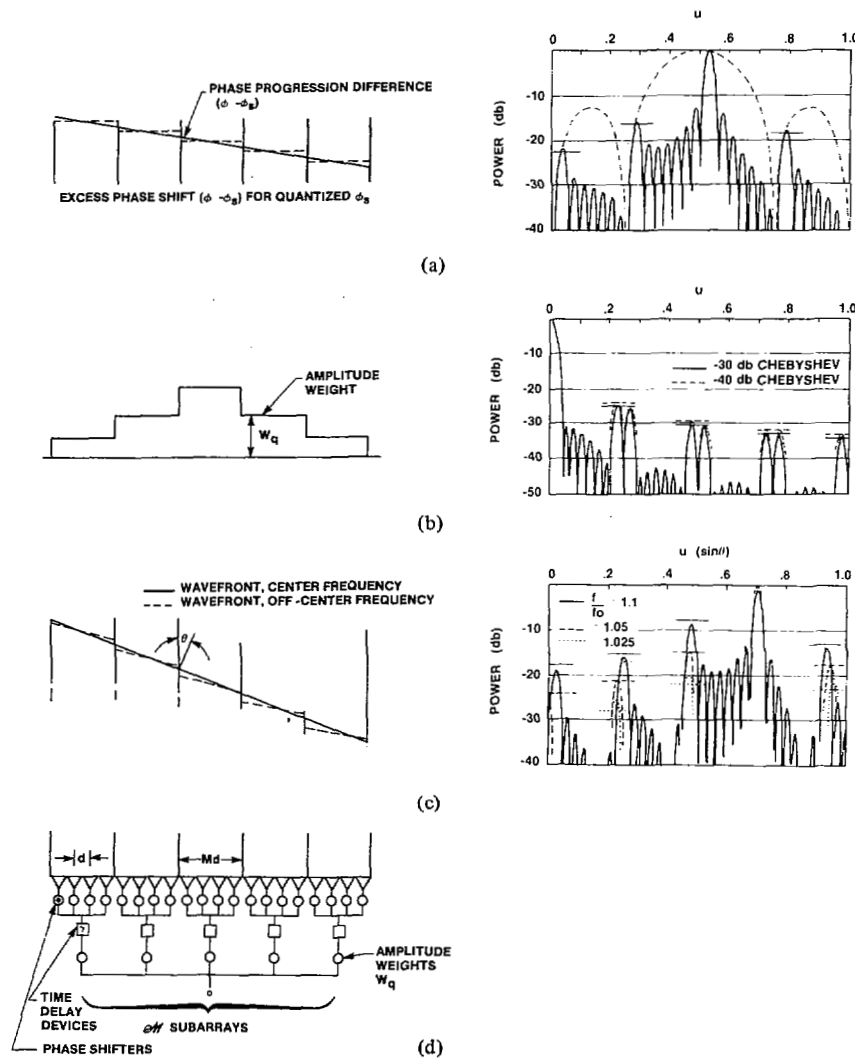 u
0 .2 .4 .6 .8 1.0
PHASE PROGRESSION DIFFERENCE
(ϕ -ϕs)
EXCESS PHASE SHIFT (ϕ -ϕs) FOR QUANTIZED ϕs
POWER (db)
-10
-20
-30
-40
(a)
u
0 .2 .4 .6 .8 1.0
AMPLITUDE
WEIGHT
Wq
POWER (db)
-10
-20
-30
-40
-50
-30 db CHEBYSHEV
-40 db CHEBYSHEV
(b)
u (sinθ)
0 .2 .4 .6 .8 1.0
WAVEFRONT, CENTER FREQUENCY
WAVEFRONT, OFF-CENTER FREQUENCY
θ
POWER (db)
-10
-20
-30
-40
f
fo 1.1
1.05
1.025
(c)
d
Md
AMPLITUDE
WEIGHTS
Wq
TIME
DELAY
DEVICES
ℳ SUBARRAYS
PHASE SHIFTERS
(d)